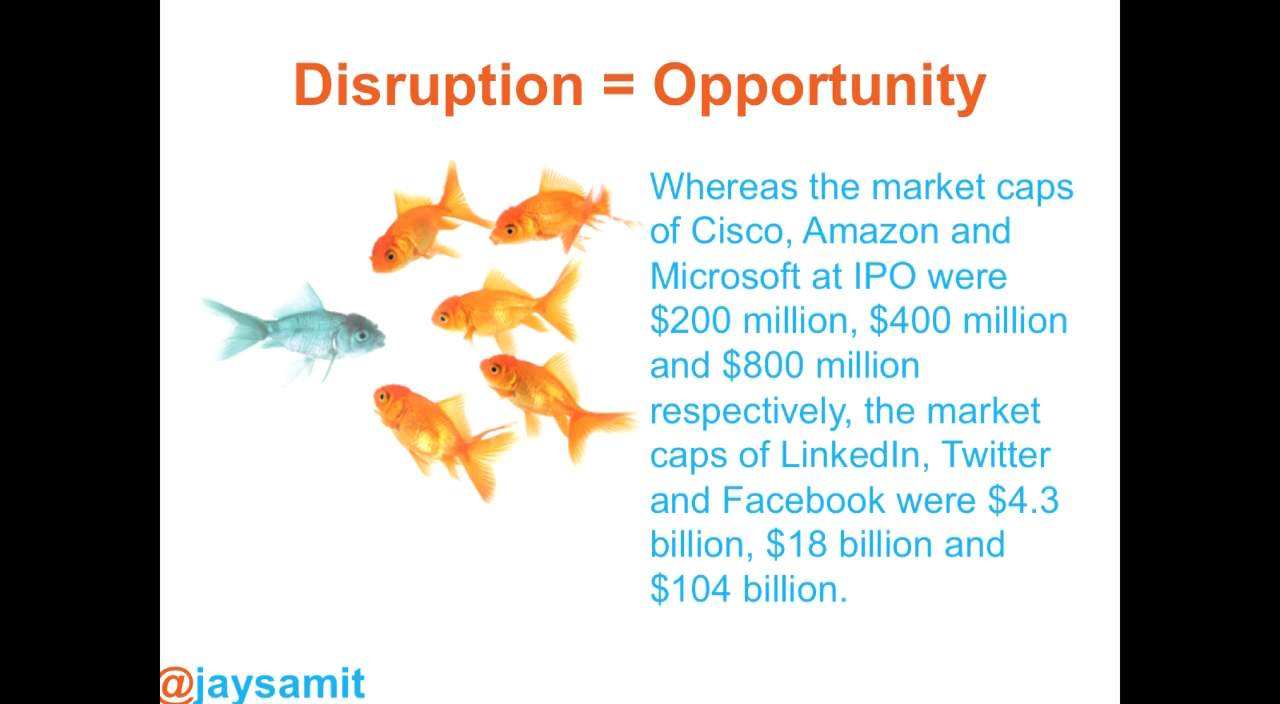 Disruption = Opportunity
Whereas the market caps
of Cisco, Amazon and
Microsoft at IPO were
$200 million, $400 million
and $800 million
respectively, the market
caps of LinkedIn, Twitter
and Facebook were $4.3
billion, $18 billion and
$104 billion.
@jaysamit